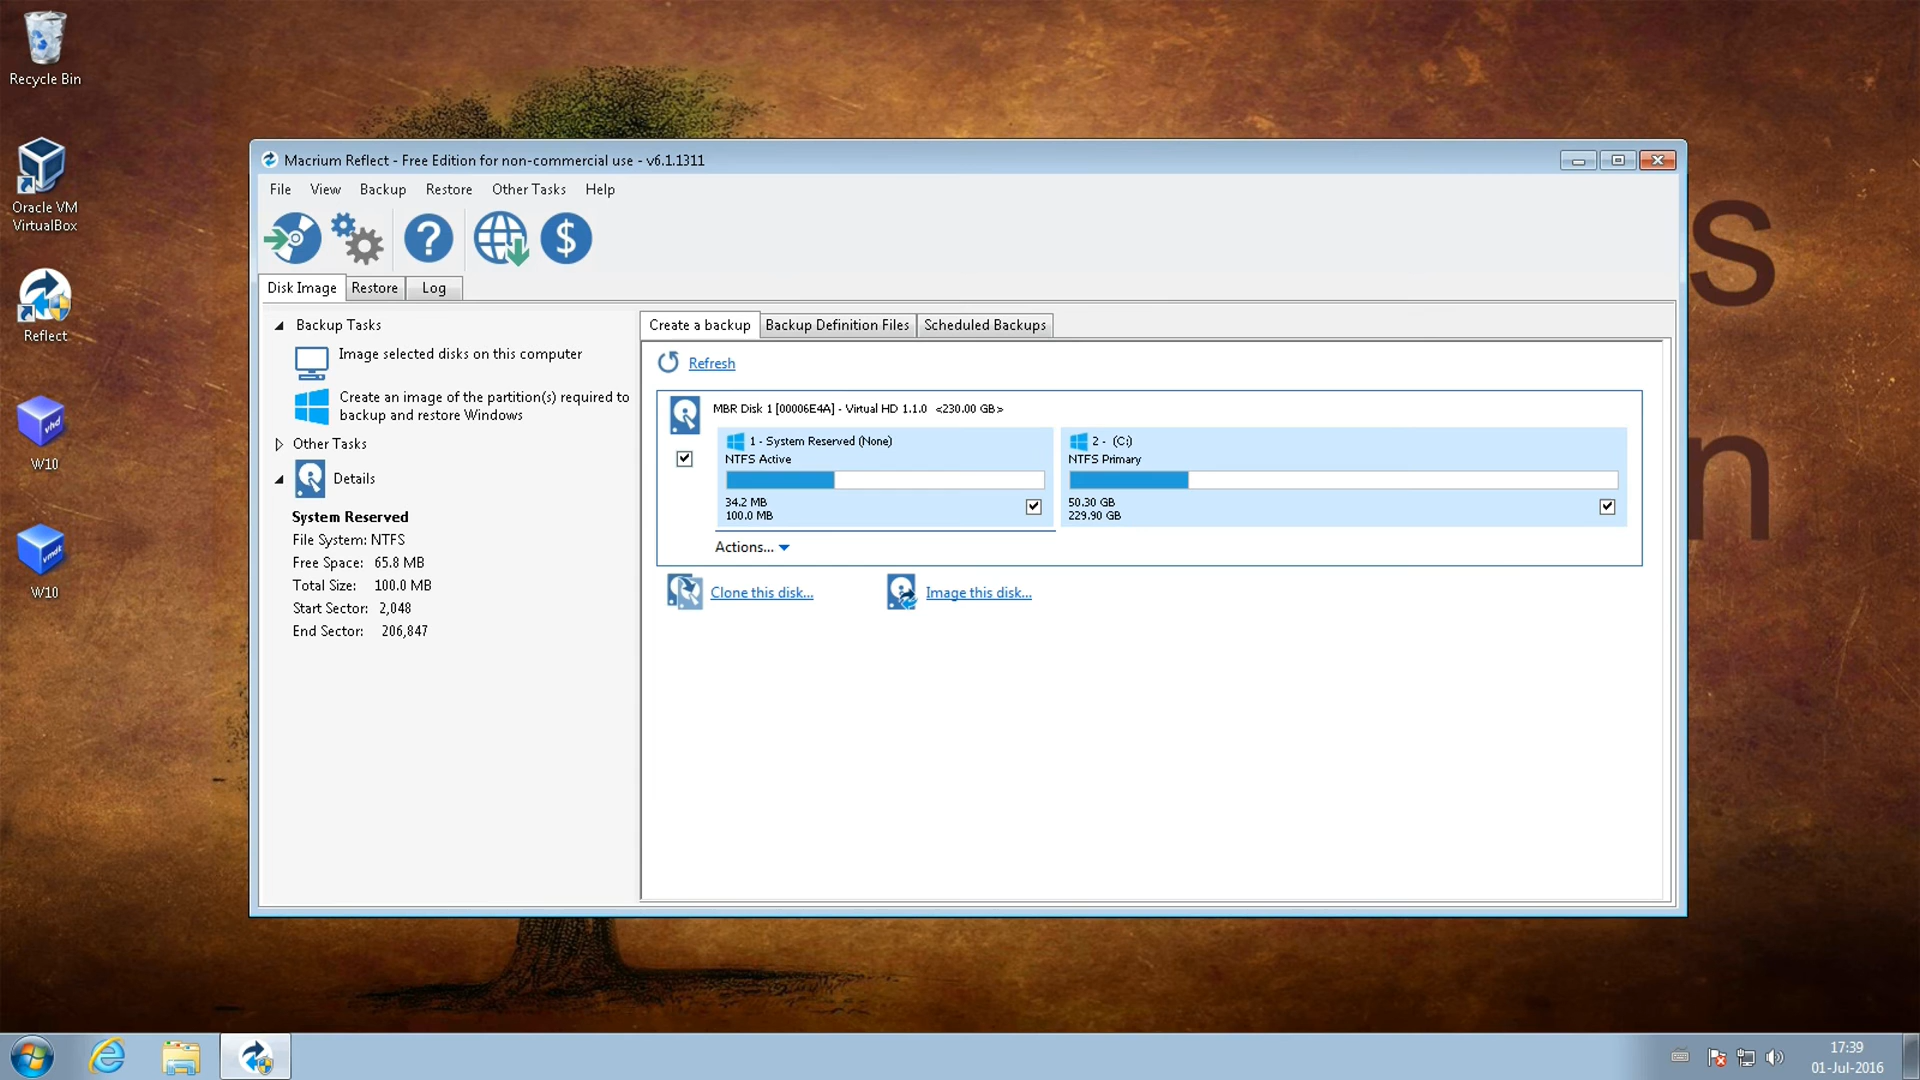 Recycle Bin
Oracle VM
VirtualBox
Reflect
vhd
W10
vmdk
W10
s
n
Macrium Reflect - Free Edition for non-commercial use - v6.1.1311
File View Backup Restore Other Tasks Help
? $
Disk Image Restore Log
Backup Tasks
Image selected disks on this computer
Create an image of the partition(s) required to
backup and restore Windows
Other Tasks
Details
System Reserved
File System: NTFS
Free Space: 65.8 MB
Total Size: 100.0 MB
Start Sector: 2,048
End Sector: 206,847
Create a backup Backup Definition Files Scheduled Backups
Refresh
MBR Disk 1 [00006E4A] - Virtual HD 1.1.0 <230.00 GB>
1 - System Reserved (None)
NTFS Active
34.2 MB
100.0 MB
2 - (C:)
NTFS Primary
50.30 GB
229.90 GB
Actions...
Clone this disk... Image this disk...
17:39
01-Jul-2016